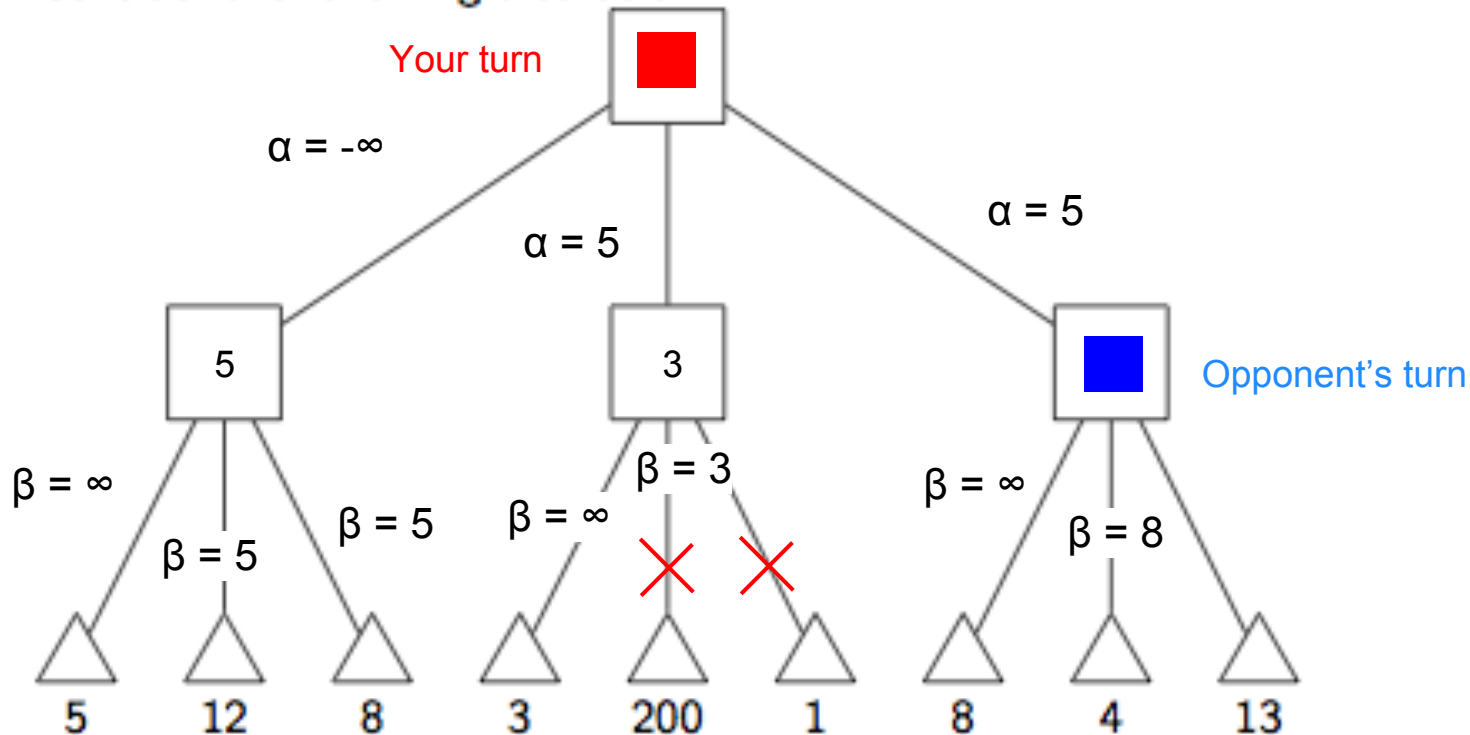 Your turn
α = -∞
α = 5
α = 5
5
3
Opponent's turn
β = ∞
β = 5
β = 5
β = ∞
β = 3
β = ∞
β = 8
5 12 8 3 200 1 8 4 13